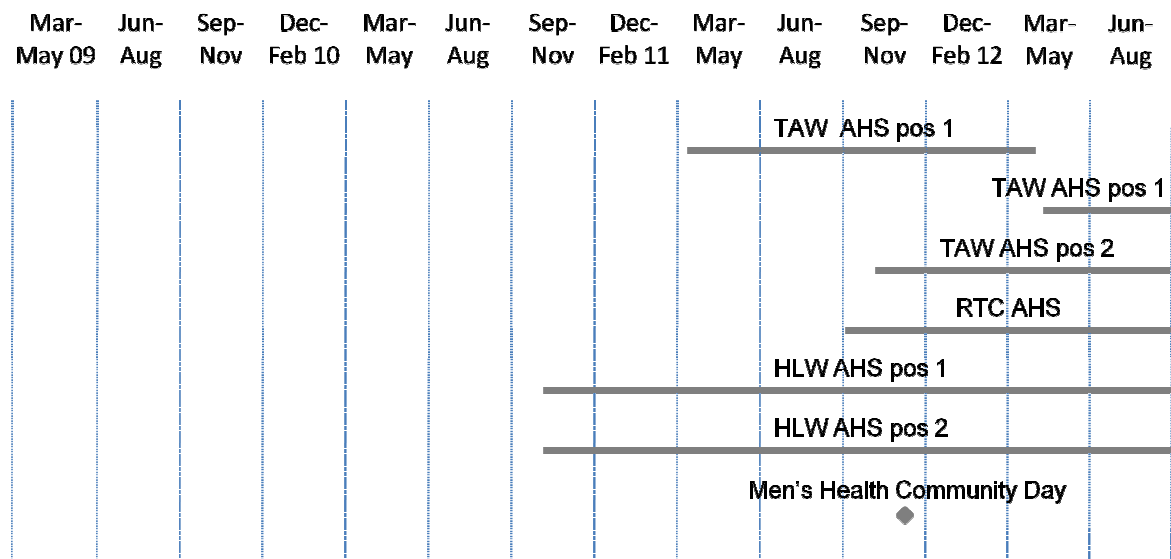 Mar- Jun- Sep- Dec- Mar- Jun- Sep- Dec- Mar- Jun- Sep- Dec- Mar- Jun-
May 09 Aug Nov Feb 10 May Aug Nov Feb 11 May Aug Nov Feb 12 May Aug
TAW AHS pos 1
TAW AHS pos 1
TAW AHS pos 2
RTC AHS
HLW AHS pos 1
HLW AHS pos 2
Men's Health Community Day